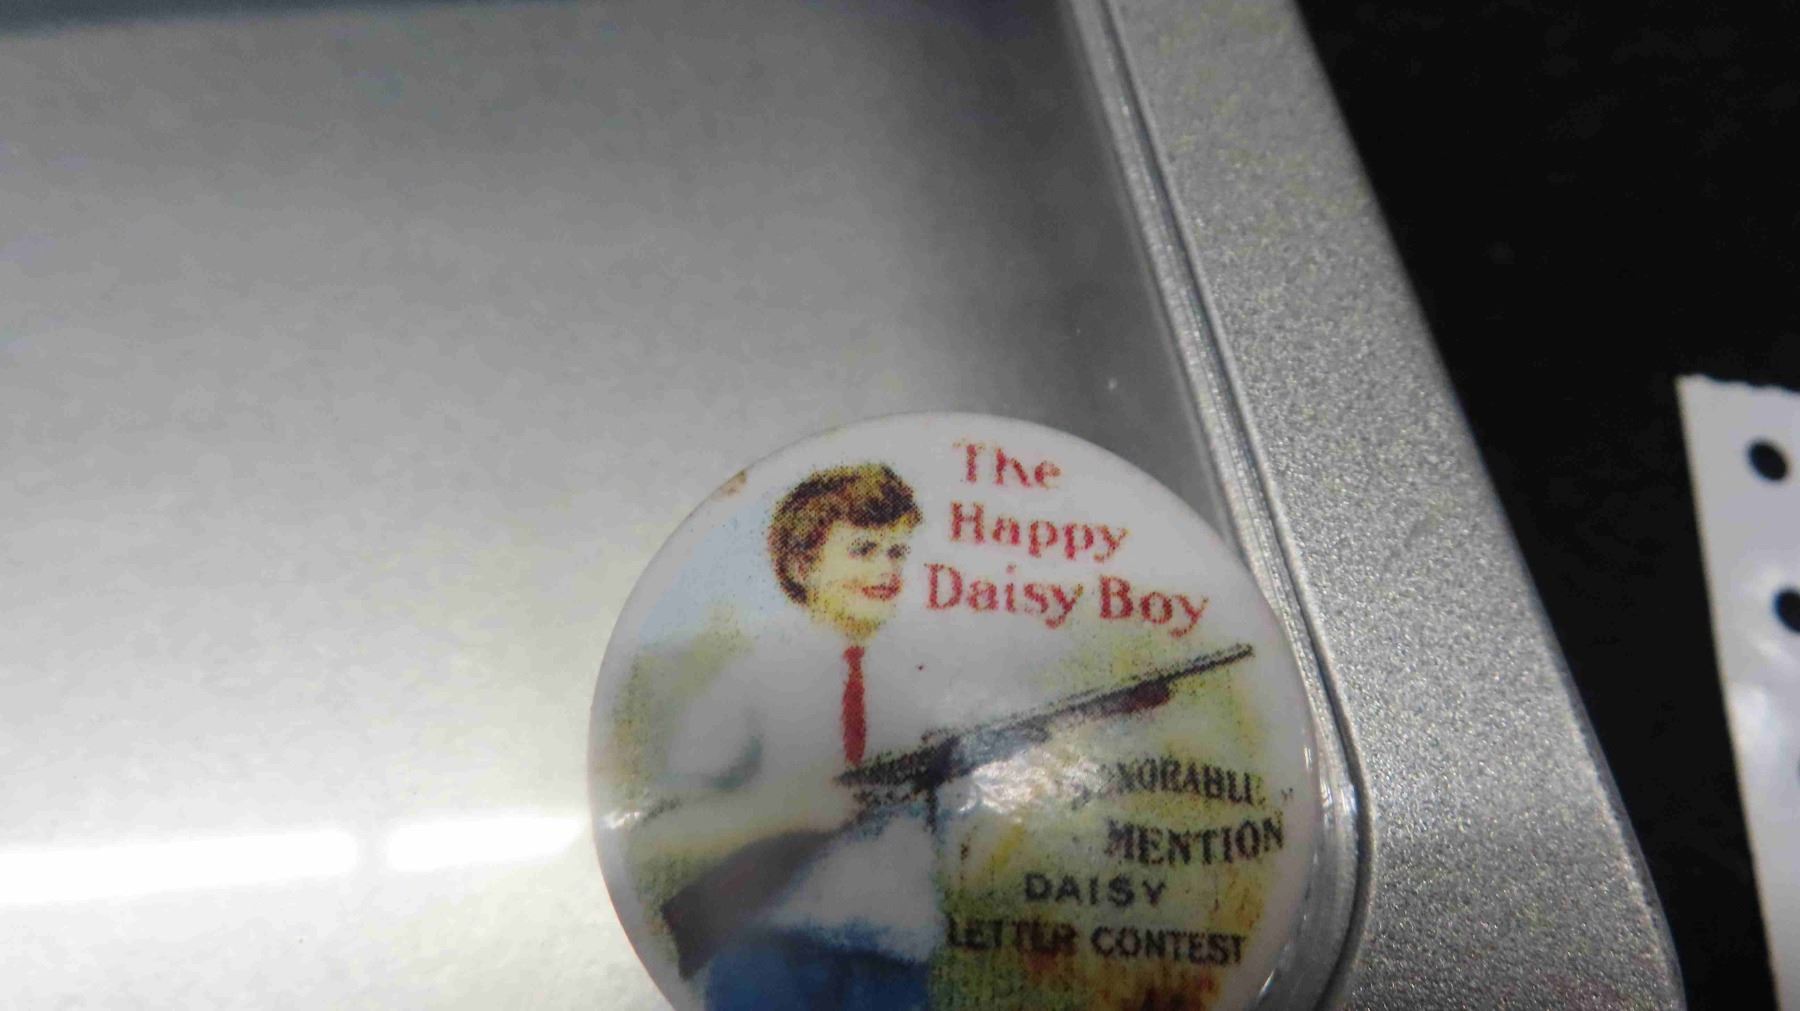 The
Happy
Daisy Boy
MENTION
DAISY
LETTER CONTEST